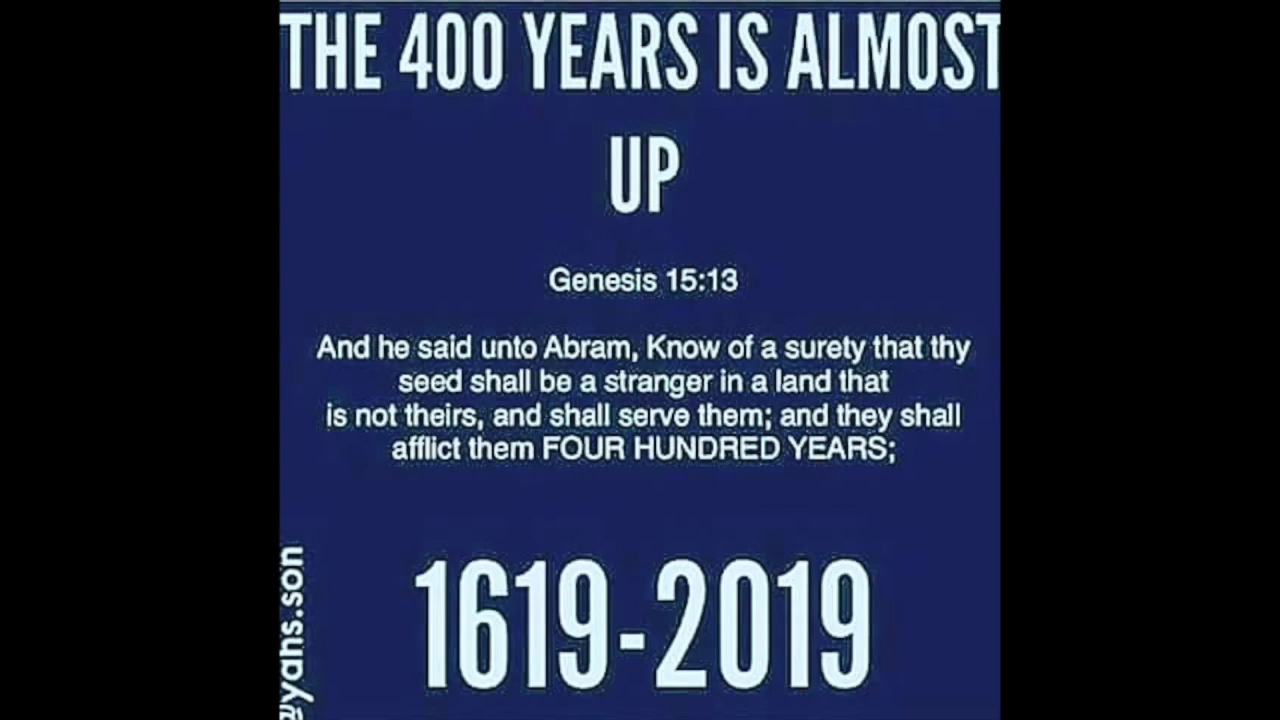 THE 400 YEARS IS ALMOST
UP
Genesis 15:13
And he said unto Abram, Know of a surety that thy
seed shall be a stranger in a land that
is not theirs, and shall serve them; and they shall
afflict them FOUR HUNDRED YEARS;
1619-2019
@yahs.son